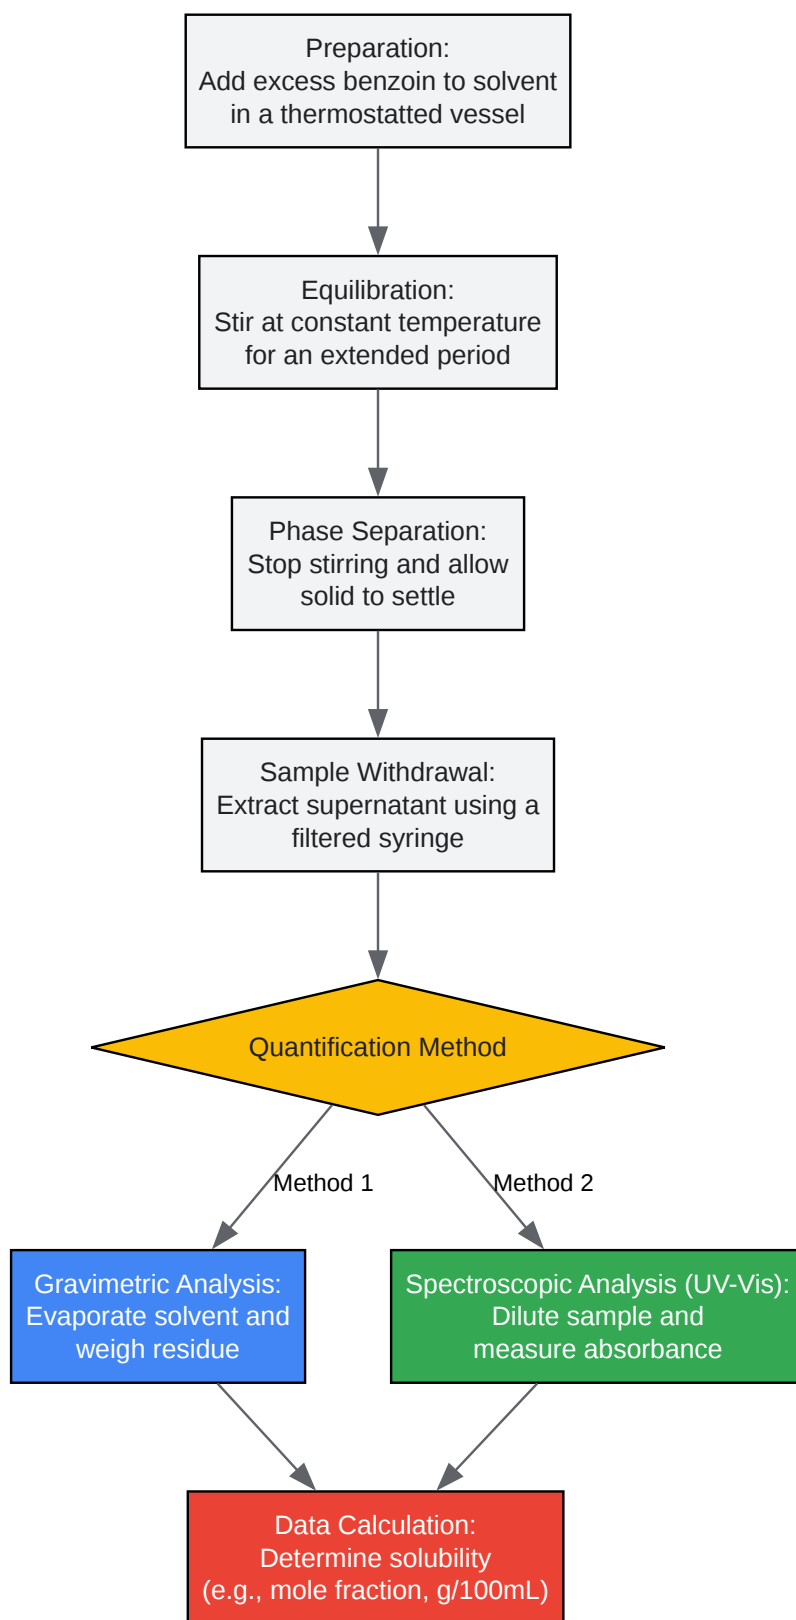 Preparation:
Add excess benzoin to solvent
in a thermostatted vessel
Equilibration:
Stir at constant temperature
for an extended period
Phase Separation:
Stop stirring and allow
solid to settle
Sample Withdrawal:
Extract supernatant using a
filtered syringe
Quantification Method
Method 1
Method 2
Gravimetric Analysis:
Evaporate solvent and
weigh residue
Spectroscopic Analysis (UV-Vis):
Dilute sample and
measure absorbance
Data Calculation:
Determine solubility
(e.g., mole fraction, g/100mL)